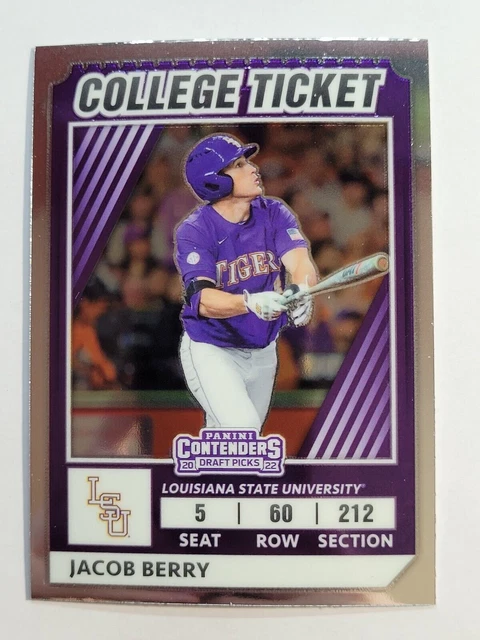 COLLEGE TICKET
TIGER
PANINI
CONTENDERS
20 DRAFT PICKS 22
LOUISIANA STATE UNIVERSITY
LSU
5 | 60 | 212
SEAT ROW SECTION
JACOB BERRY